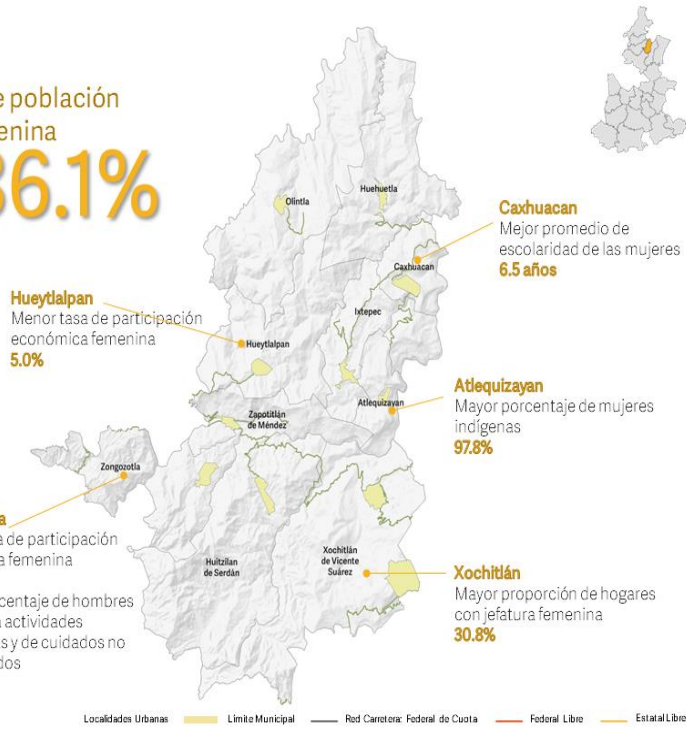 e población
enina
36.1%
Caxhuacan
Mejor promedio de
escolaridad de las mujeres
6.5 años
Hueytlalpan
Menor tasa de participación
económica femenina
5.0%
Atlequizayan
Mayor porcentaje de mujeres
indígenas
97.8%
a
a de participación
a femenina
centaje de hombres
a actividades
s y de cuidados no
dos
Xochitlán
Mayor proporción de hogares
con jefatura femenina
30.8%
Olintla
Huehuetla
Caxhuacan
Ixtepec
Hueytlalpan
Atlequizayan
Zapotitlán
de Méndez
Zongozotla
Huitzilan
de Serdán
Xochitlán
de Vicente
Suárez
Localidades Urbanas Límite Municipal Red Carretera: Federal de Cuota Federal Libre Estatal Libre